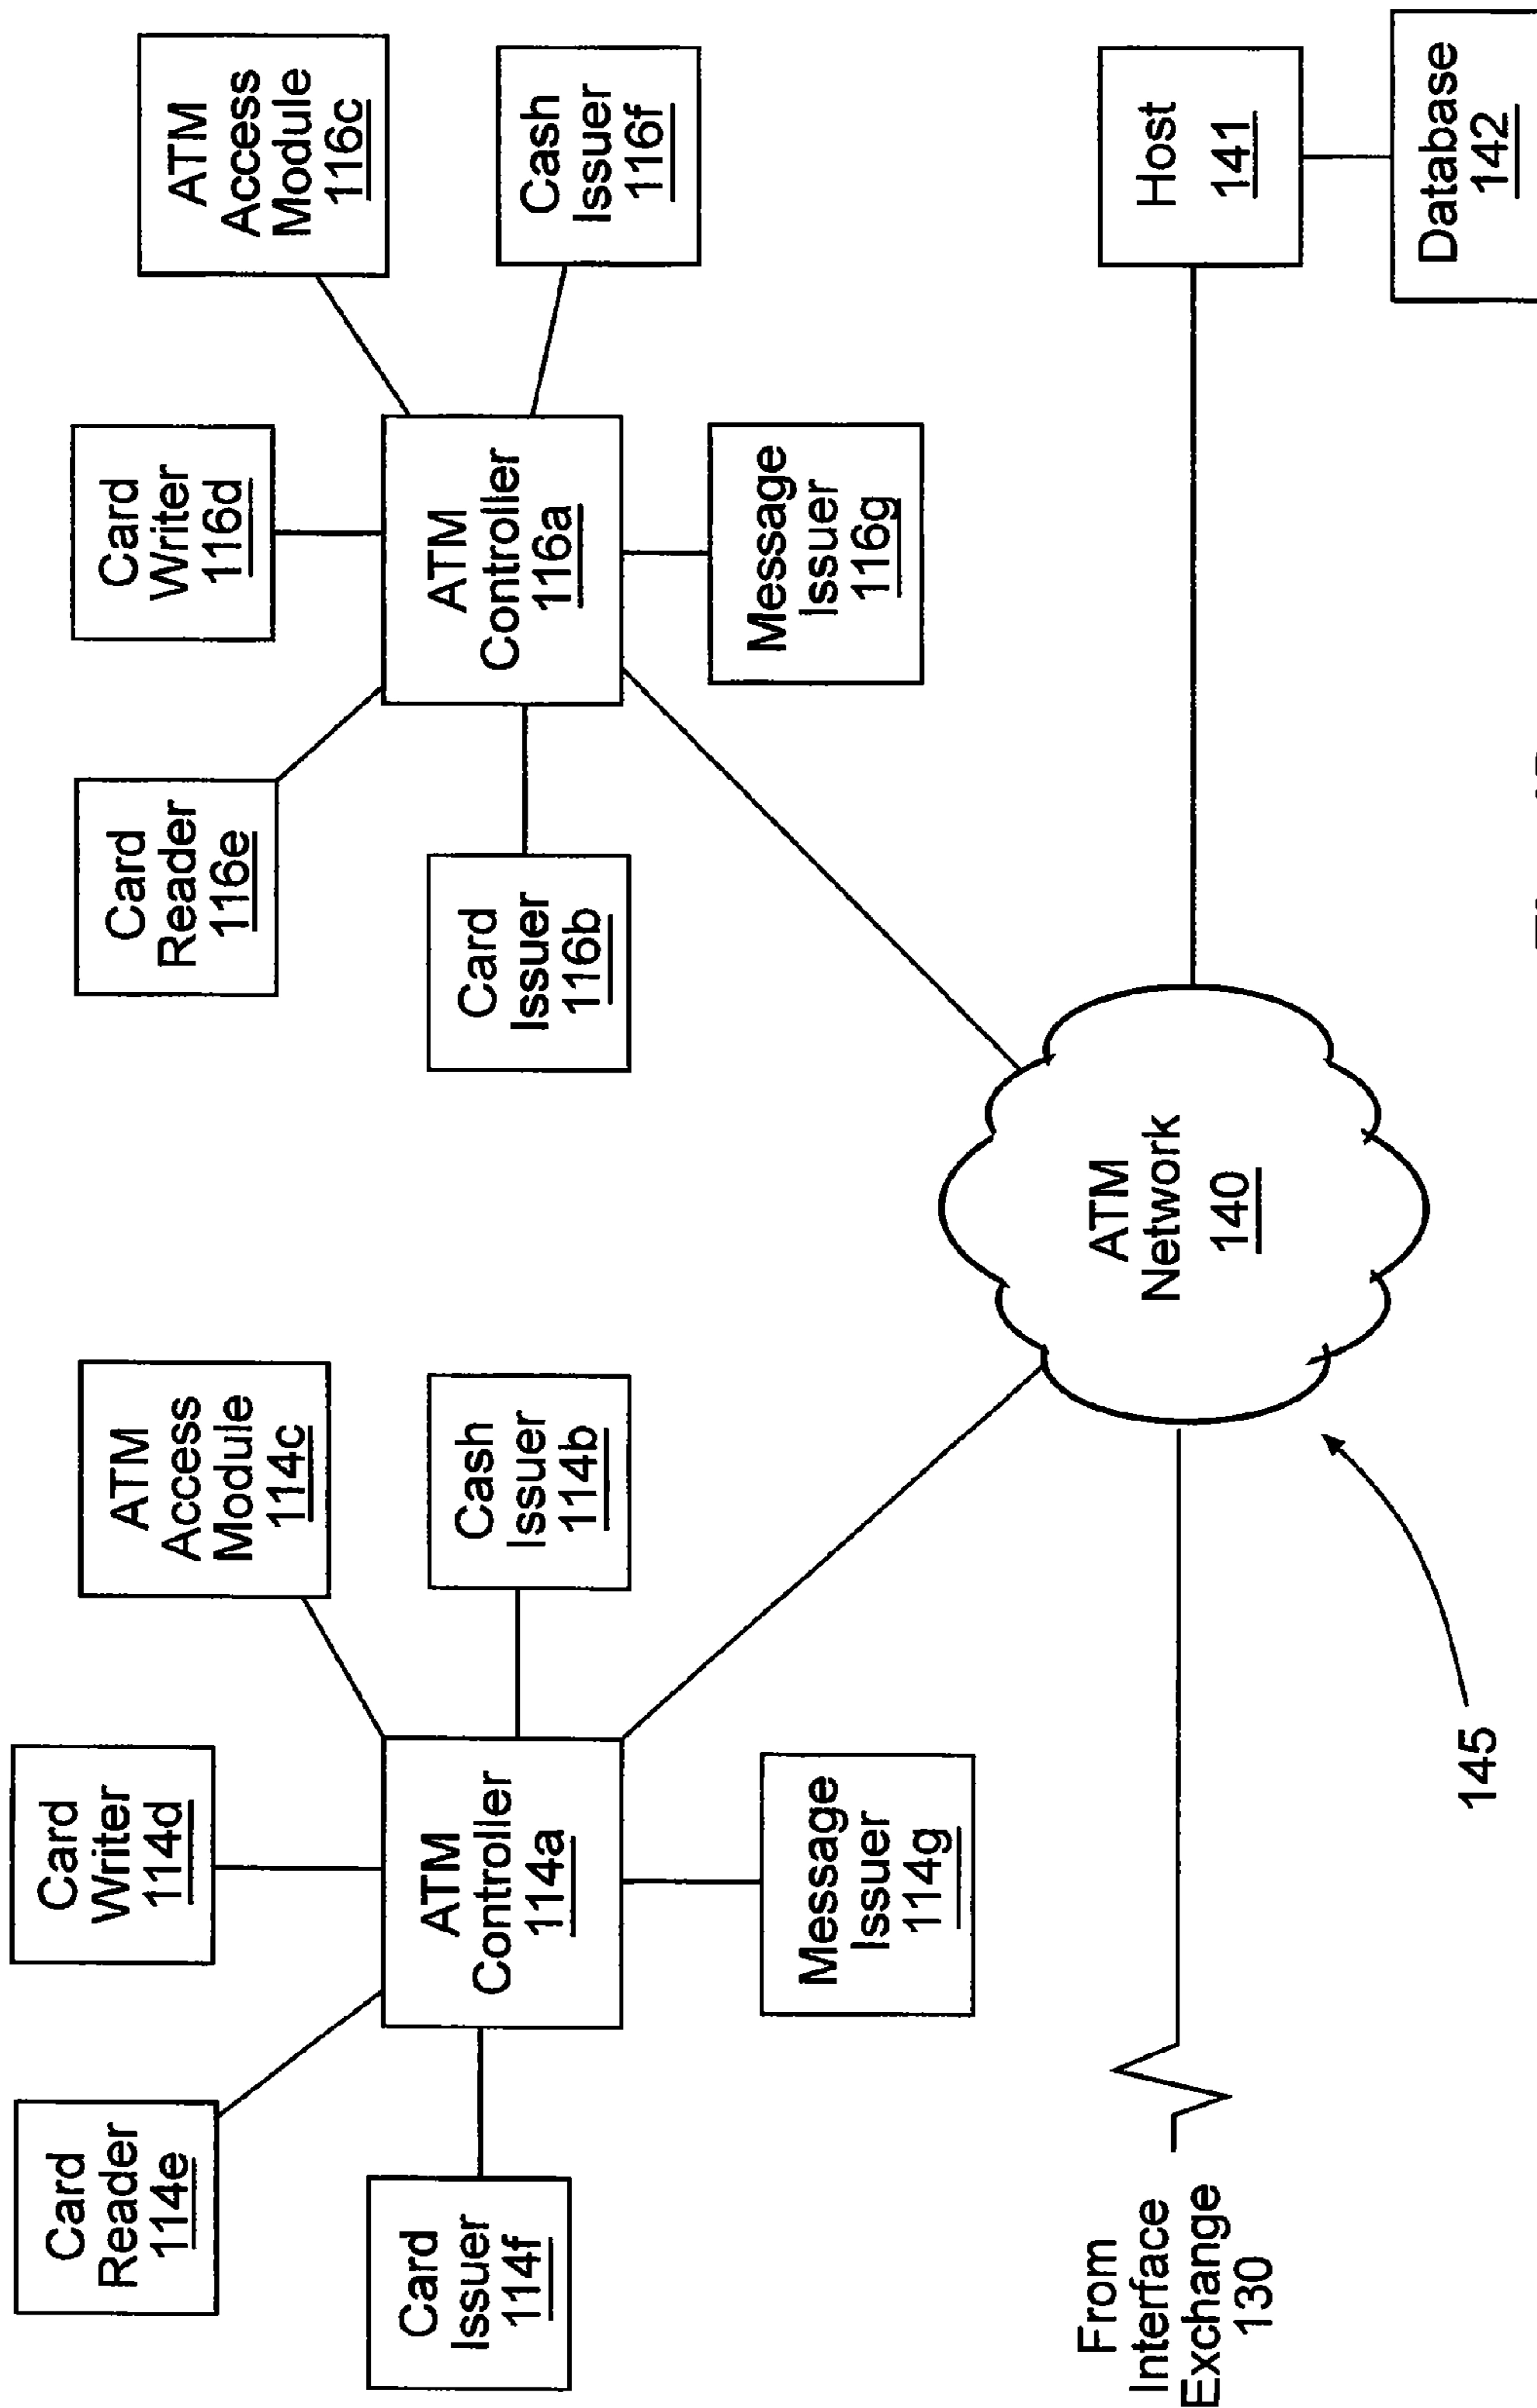 Card
Reader
114e
Card
Writer
114d
ATM
Access
Module
114c
Card
Issuer
114f
ATM
Controller
114a
Cash
Issuer
114b
Message
Issuer
114g
Card
Reader
116e
Card
Writer
116d
ATM
Access
Module
116c
Card
Issuer
116b
ATM
Controller
116a
Cash
Issuer
116f
Message
Issuer
116g
From
Interface
Exchange
130
ATM
Network
140
Host
141
Database
142
145